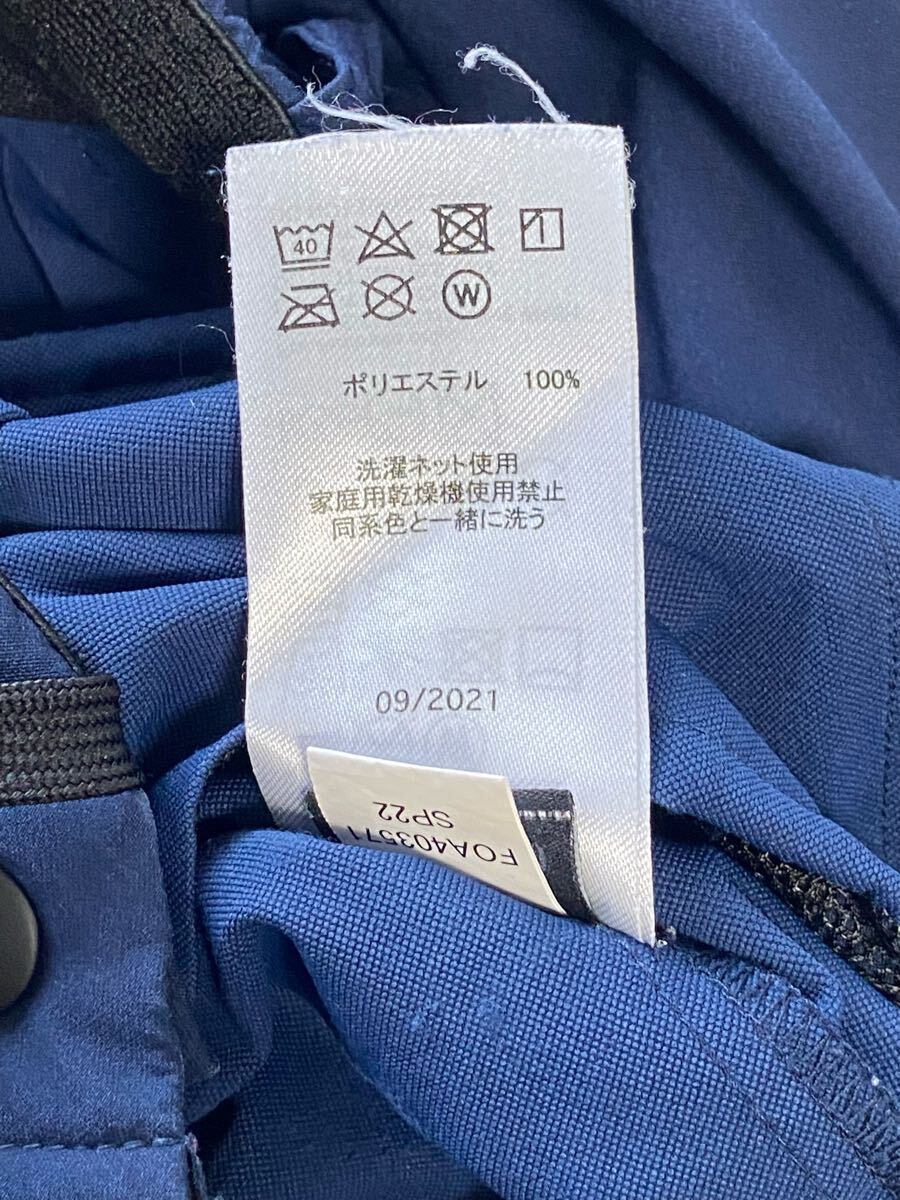 40
W
ポリエステル 100%
洗濯ネット使用
家庭用乾燥機使用禁止
同系色と一緒に洗う
09/2021
FOA403571
SP22